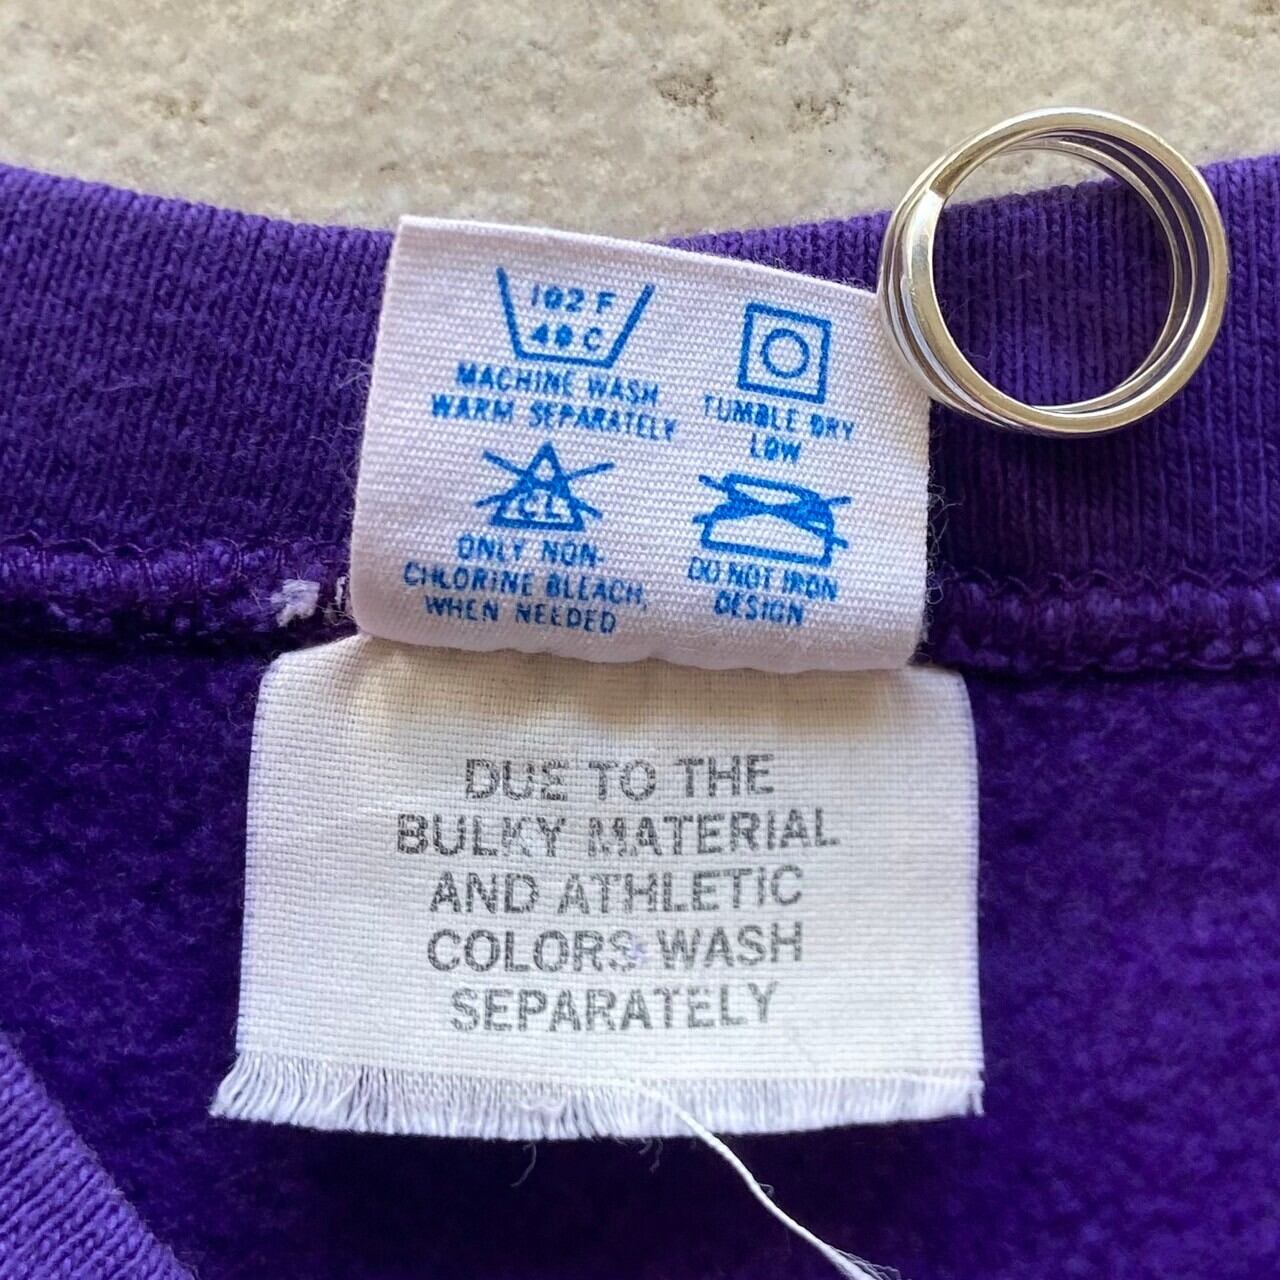 102 F
40 C
MACHINE WASH
WARM SEPARATELY
TUMBLE DRY
LOW
CL
ONLY NON-
CHLORINE BLEACH,
WHEN NEEDED
DO NOT IRON
DESIGN
DUE TO THE
BULKY MATERIAL
AND ATHLETIC
COLORS WASH
SEPARATELY